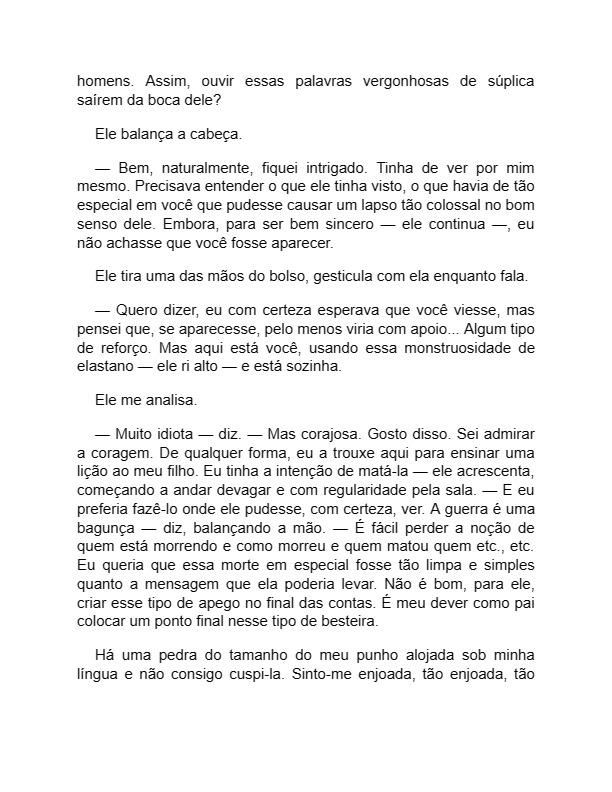 homens. Assim, ouvir essas palavras vergonhosas de súplica
saírem da boca dele?
Ele balança a cabeça.
— Bem, naturalmente, fiquei intrigado. Tinha de ver por mim
mesmo. Precisava entender o que ele tinha visto, o que havia de tão
especial em você que pudesse causar um lapso tão colossal no bom
senso dele. Embora, para ser bem sincero — ele continua —, eu
não achasse que você fosse aparecer.
Ele tira uma das mãos do bolso, gesticula com ela enquanto fala.
— Quero dizer, eu com certeza esperava que você viesse, mas
pensei que, se aparecesse, pelo menos viria com apoio... Algum tipo
de reforço. Mas aqui está você, usando essa monstruosidade de
elastano — ele ri alto — e está sozinha.
Ele me analisa.
— Muito idiota — diz. — Mas corajosa. Gosto disso. Sei admirar
a coragem. De qualquer forma, eu a trouxe aqui para ensinar uma
lição ao meu filho. Eu tinha a intenção de matá-la — ele acrescenta,
começando a andar devagar e com regularidade pela sala. — E eu
preferia fazê-lo onde ele pudesse, com certeza, ver. A guerra é uma
bagunça — diz, balançando a mão. — É fácil perder a noção de
quem está morrendo e como morreu e quem matou quem etc., etc.
Eu queria que essa morte em especial fosse tão limpa e simples
quanto a mensagem que ela poderia levar. Não é bom, para ele,
criar esse tipo de apego no final das contas. É meu dever como pai
colocar um ponto final nesse tipo de besteira.
Há uma pedra do tamanho do meu punho alojada sob minha
língua e não consigo cuspi-la. Sinto-me enjoada, tão enjoada, tão